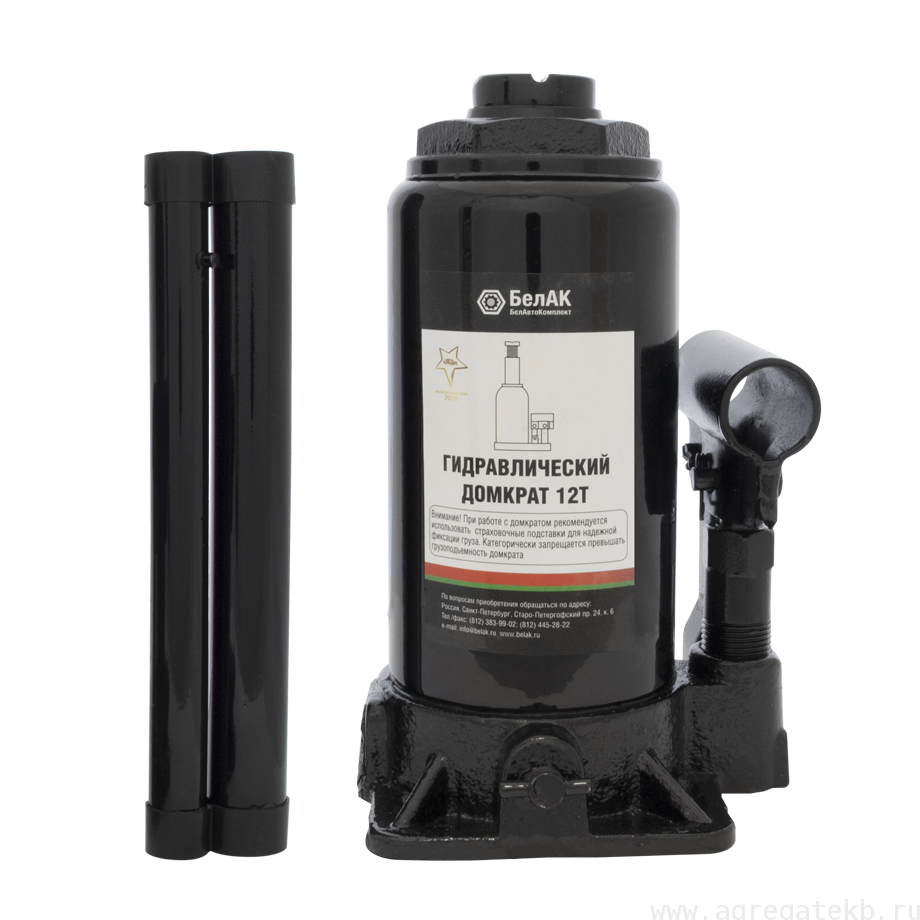 БелАК
БелАвтоКомплект
ГИДРАВЛИЧЕСКИЙ
ДОМКРАТ 12Т
Внимание! При работе с домкратом рекомендуется
использовать страховочные подставки для надежной
фиксации груза. Категорически запрещается превышать
грузоподъемность домкрата
По вопросам приобретения обращаться по адресу:
Россия, Санкт-Петербург, Старо-Петергофский пр. 24, к. 6
Тел./факс: (812) 383-99-02; (812) 445-28-22
e-mail: info@belak.ru www.belak.ru
www.agregatekb.ru